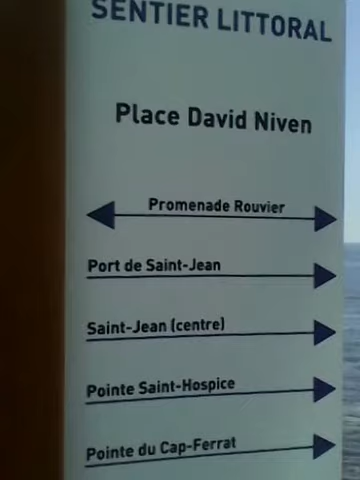 SENTIER LITTORAL
Place David Niven
Promenade Rouvier
Port de Saint-Jean
Saint-Jean (centre)
Pointe Saint-Hospice
Pointe du Cap-Ferrat